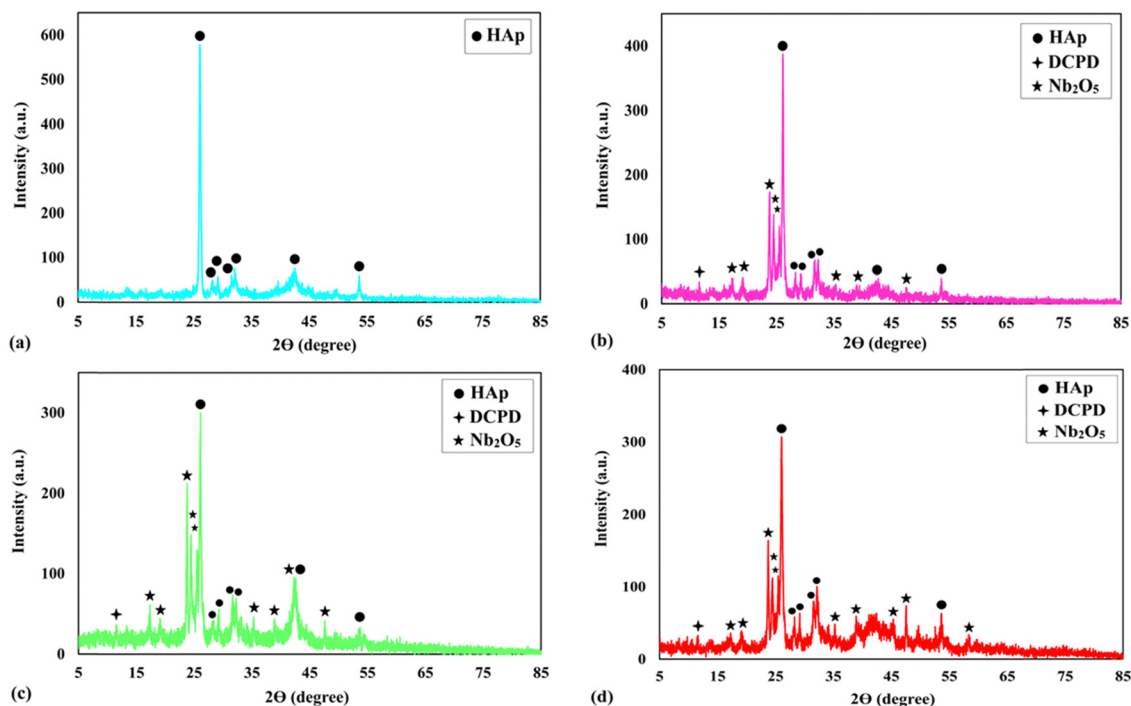 600
500
400
300
200
100
0
Intensity (a.u.)
● HAp
5 15 25 35 45 55 65 75 85
2Θ (degree)
(a)
400
300
200
100
0
Intensity (a.u.)
● HAp
✦ DCPD
★ Nb₂O₅
5 15 25 35 45 55 65 75 85
2Θ (degree)
(b)
300
200
100
0
Intensity (a.u.)
● HAp
✦ DCPD
★ Nb₂O₅
5 15 25 35 45 55 65 75 85
2Θ (degree)
(c)
400
300
200
100
0
Intensity (a.u.)
● HAp
✦ DCPD
★ Nb₂O₅
5 15 25 35 45 55 65 75 85
2Θ (degree)
(d)